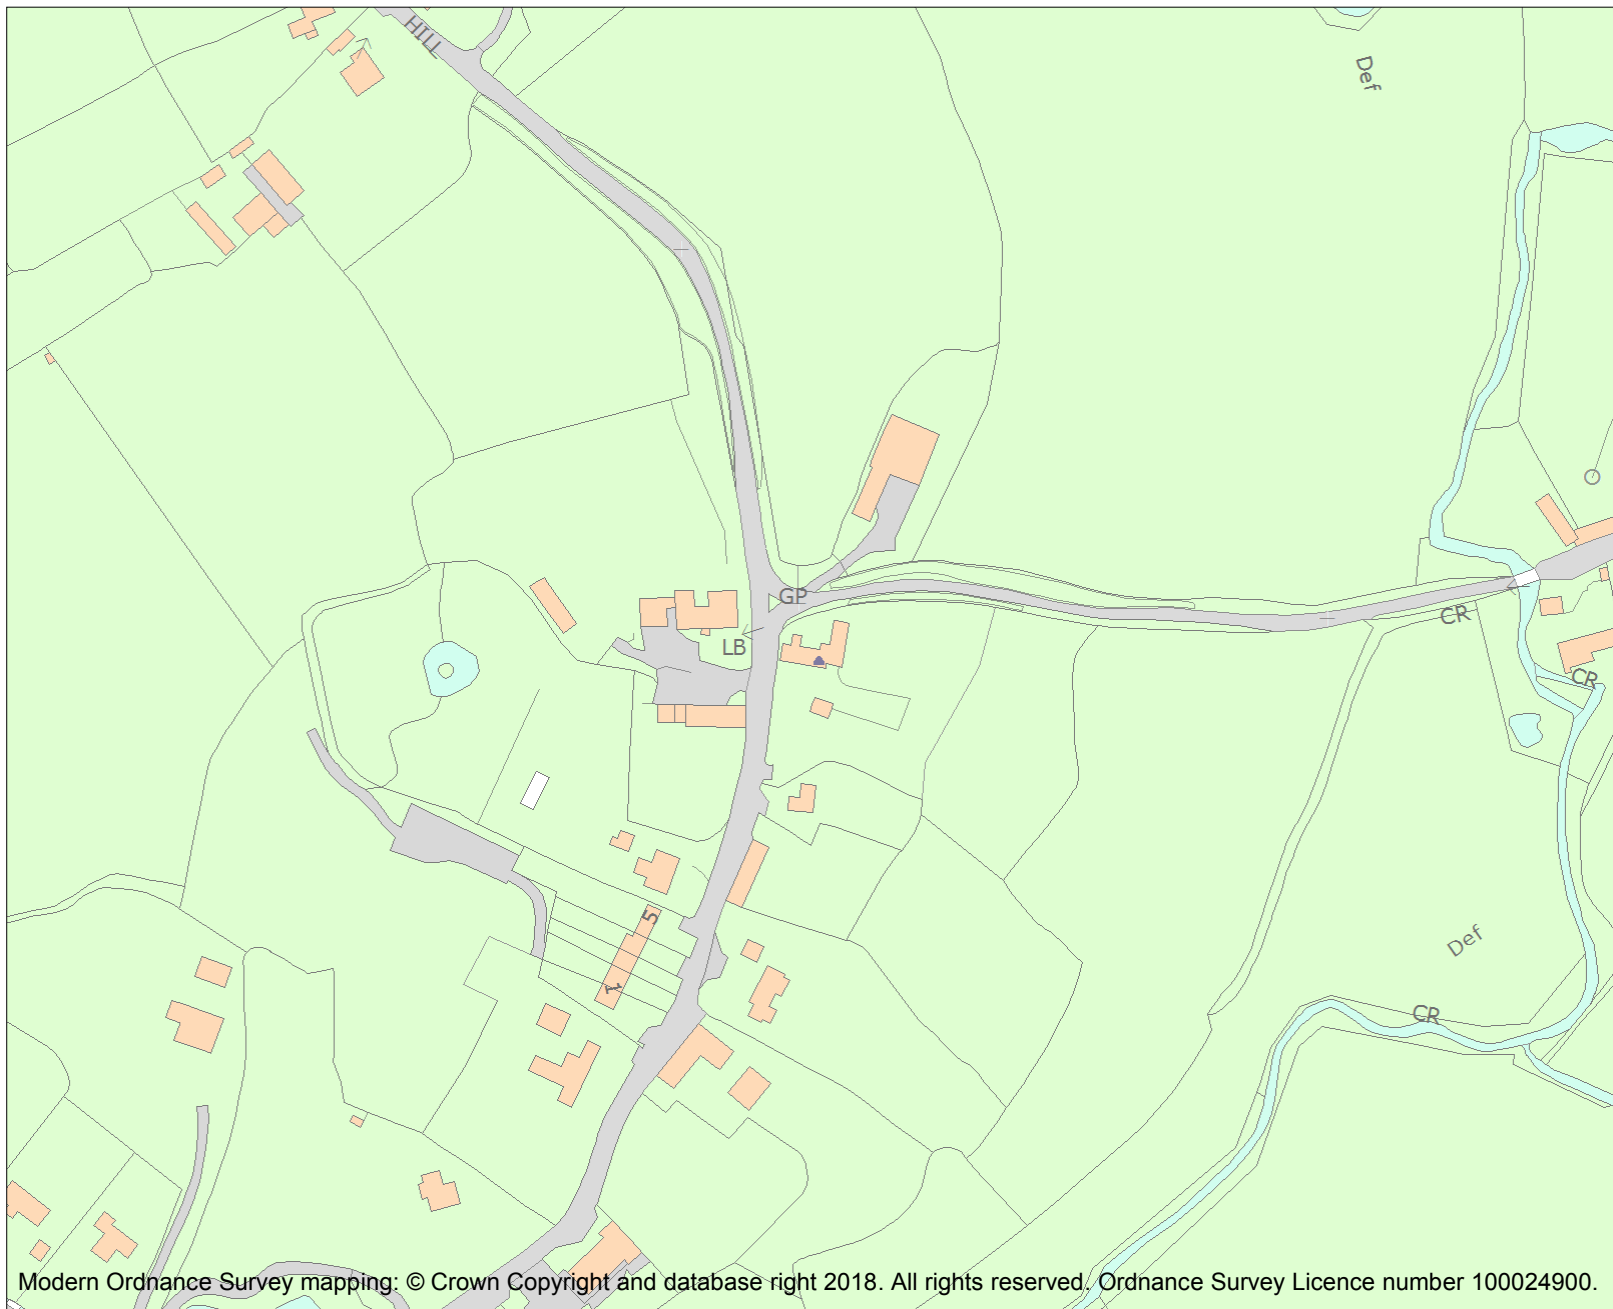 HILL
Def
GP
CR
LB
CR
5
Def
1
CR
Modern Ordnance Survey mapping: © Crown Copyright and database right 2018. All rights reserved. Ordnance Survey Licence number 100024900.